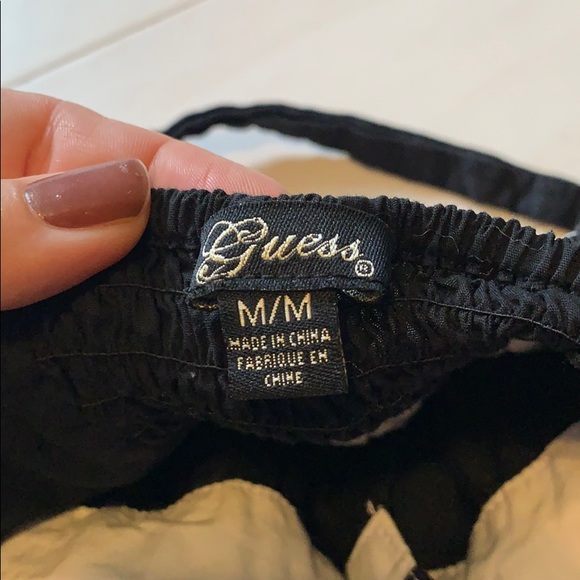 Guess®
M/M
MADE IN CHINA
FABRIQUE EN
CHINE